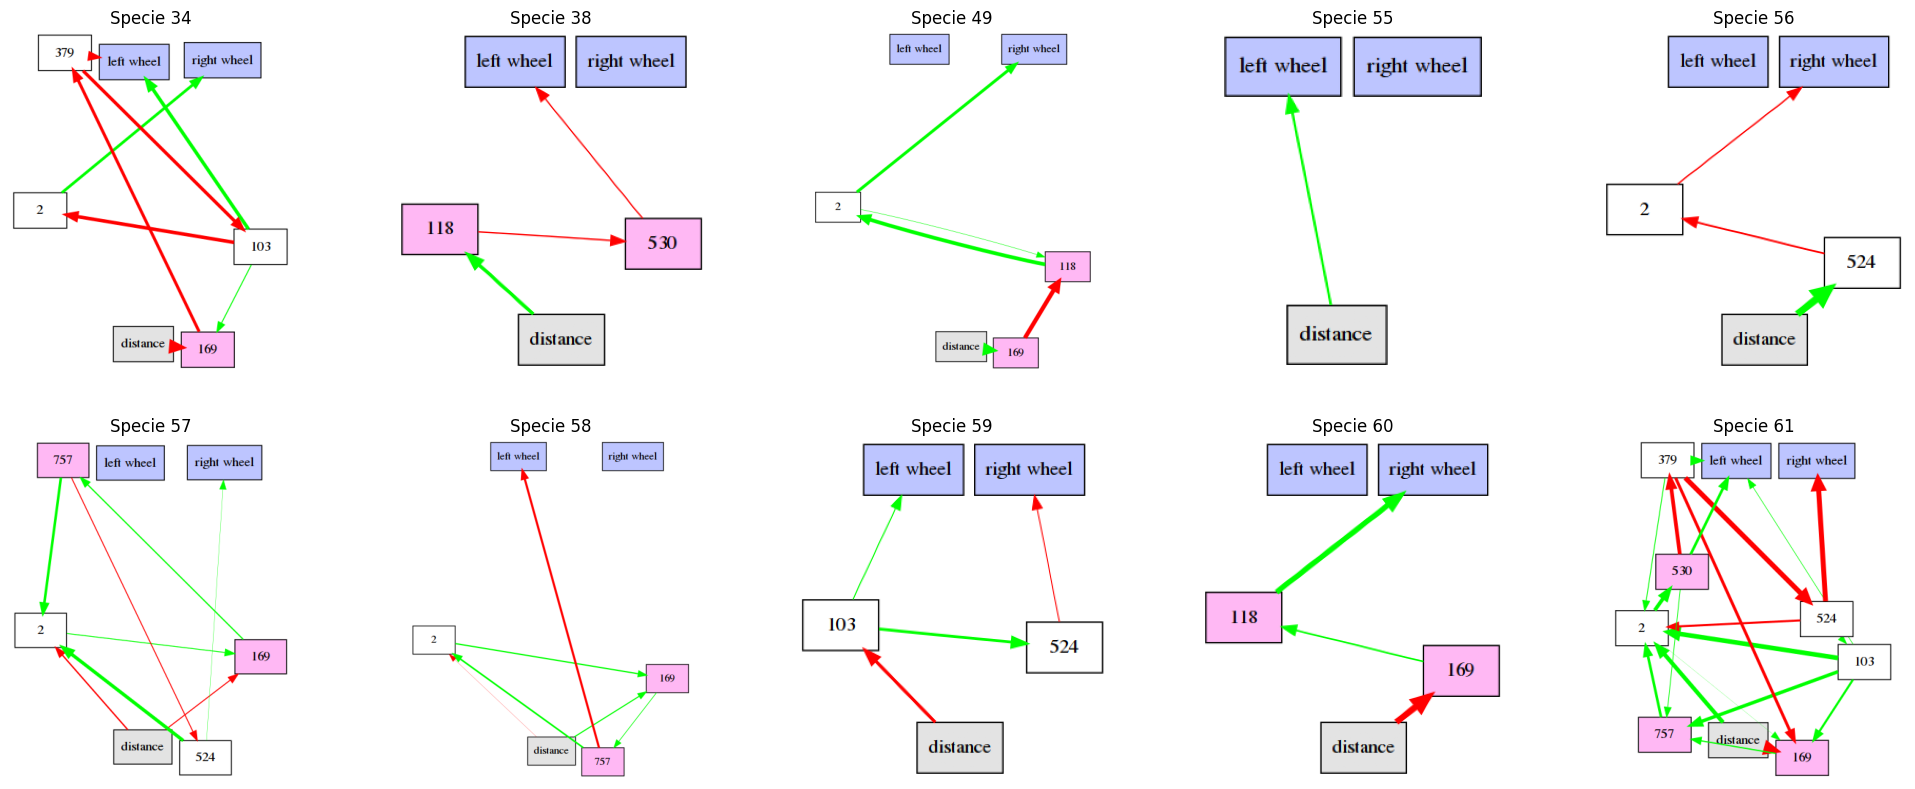 Specie 34
379
left wheel
right wheel
2
103
distance
169
Specie 38
left wheel
right wheel
118
530
distance
Specie 49
left wheel
right wheel
2
118
distance
169
Specie 55
left wheel
right wheel
distance
Specie 56
left wheel
right wheel
2
524
distance
Specie 57
757
left wheel
right wheel
2
169
distance
524
Specie 58
left wheel
right wheel
2
169
distance
757
Specie 59
left wheel
right wheel
103
524
distance
Specie 60
left wheel
right wheel
118
169
distance
Specie 61
379
left wheel
right wheel
530
2
524
103
757
distance
169